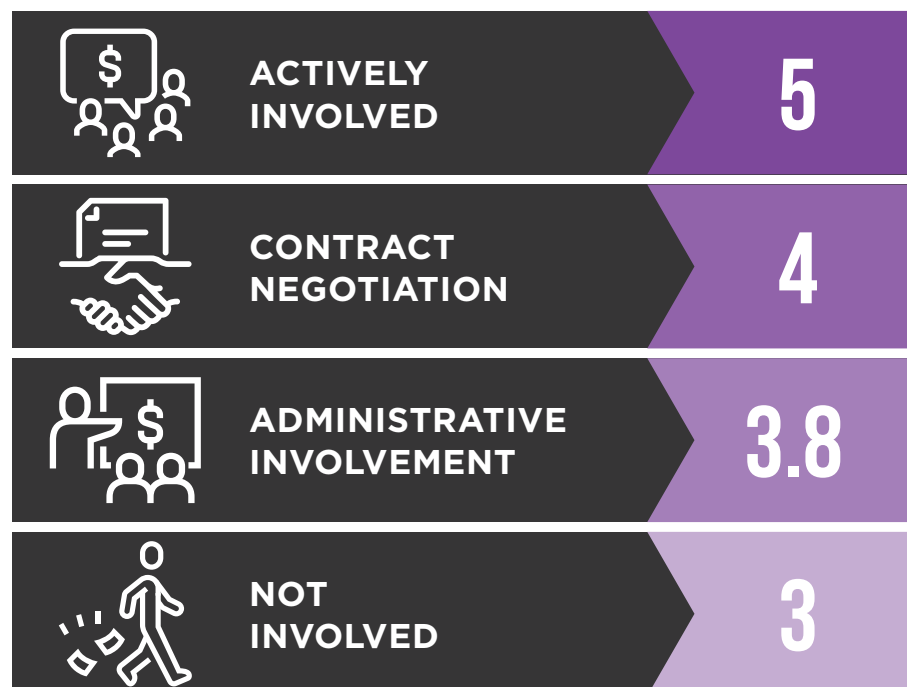 $
ACTIVELY
INVOLVED
5
CONTRACT
NEGOTIATION
4
$
ADMINISTRATIVE
INVOLVEMENT
3.8
NOT
INVOLVED
3